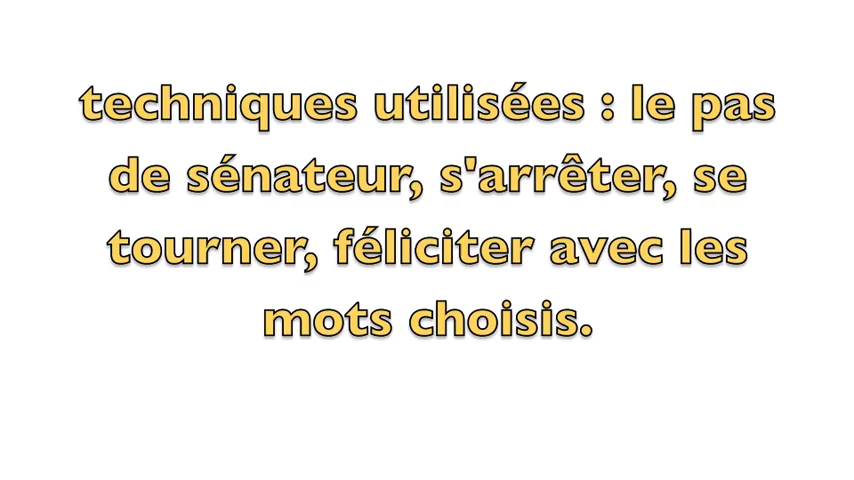 techniques utilisées : le pas
de sénateur, s'arrêter, se
tourner, féliciter avec les
mots choisis.